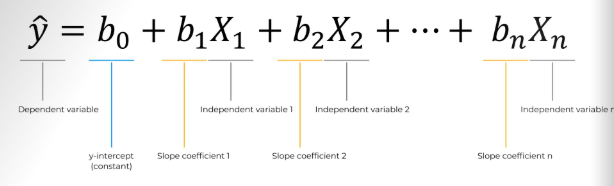 ŷ = b₀ + b₁X₁ + b₂X₂ + ⋯ + bₙXₙ
Dependent variable
Independent variable 1
Independent variable 2
Independent variable n
y-intercept
(constant)
Slope coefficient 1
Slope coefficient 2
Slope coefficient n